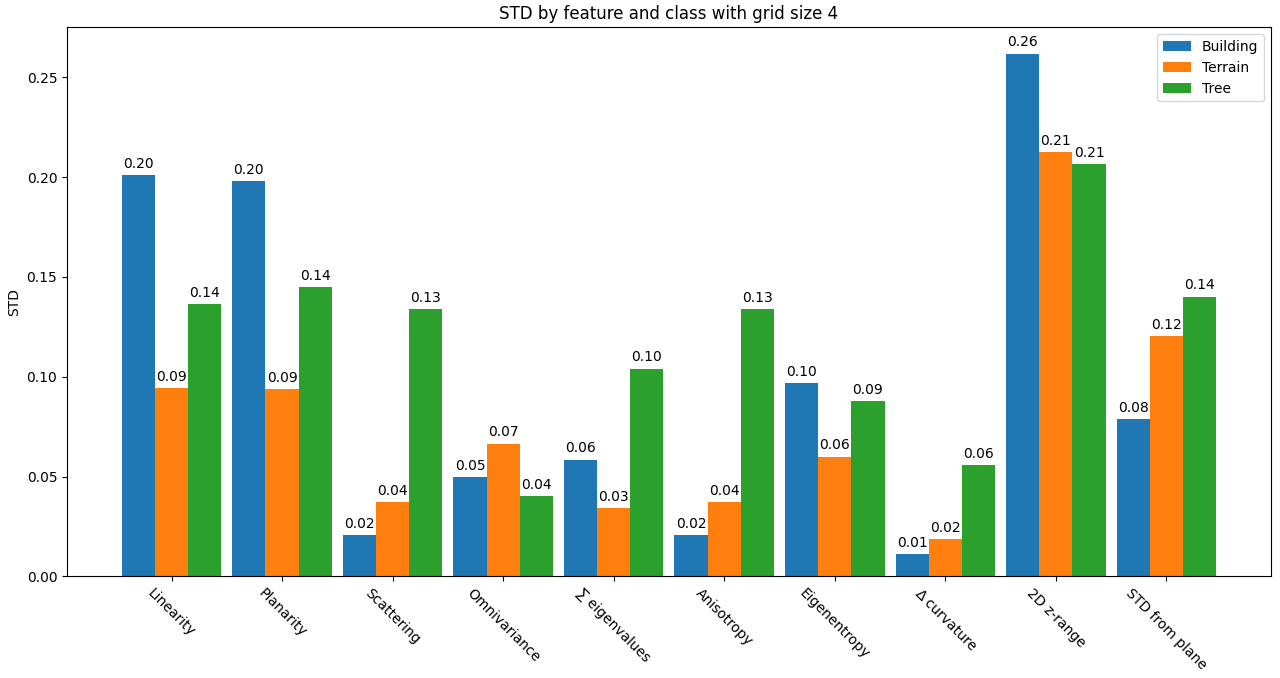 STD by feature and class with grid size 4
Building
Terrain
Tree
STD
0.25
0.20
0.15
0.10
0.05
0.00
0.20
0.09
0.14
0.20
0.09
0.14
0.02
0.04
0.13
0.05
0.07
0.04
0.06
0.03
0.10
0.02
0.04
0.13
0.10
0.06
0.09
0.01
0.02
0.06
0.26
0.21
0.21
0.08
0.12
0.14
Linearity
Planarity
Scattering
Omnivariance
∑ eigenvalues
Anisotropy
Eigenentropy
Δ curvature
2D z-range
STD from plane